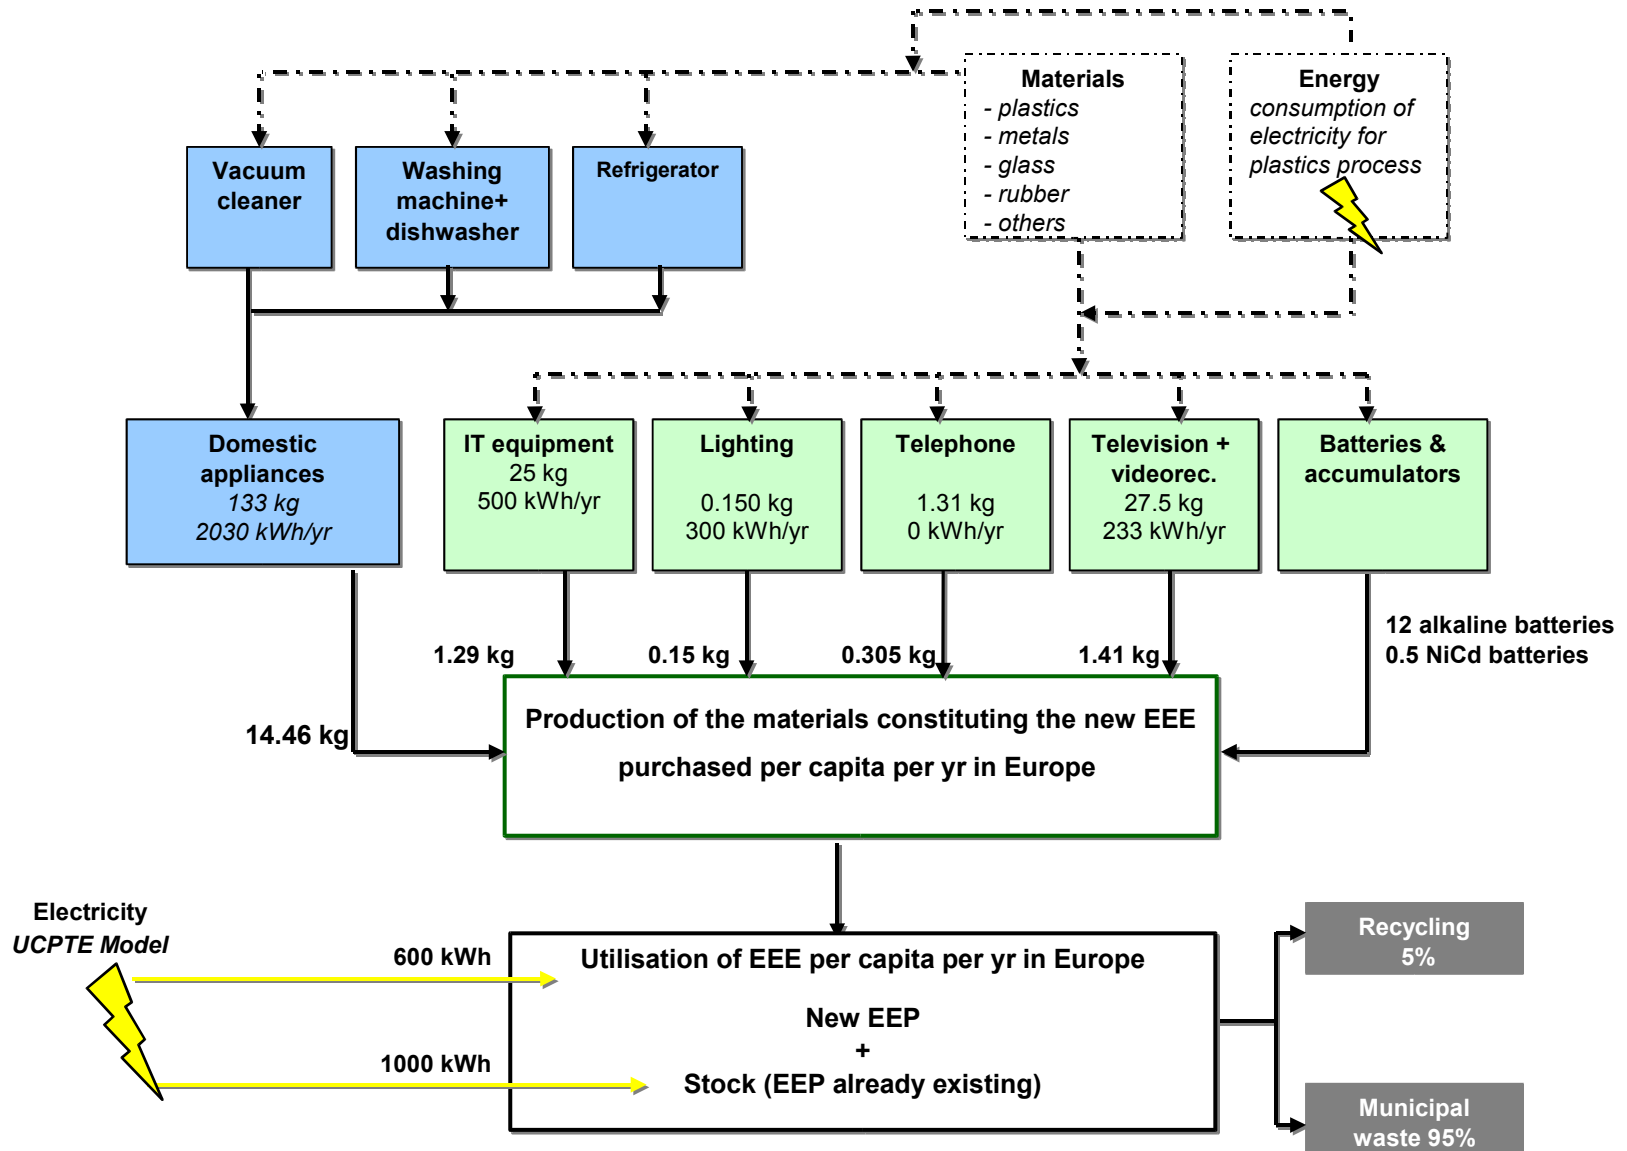 Materials
- plastics
- metals
- glass
- rubber
- others
Energy
consumption of
electricity for
plastics process
Vacuum
cleaner
Washing
machine+
dishwasher
Refrigerator
Domestic
appliances
133 kg
2030 kWh/yr
IT equipment
25 kg
500 kWh/yr
Lighting
0.150 kg
300 kWh/yr
Telephone
1.31 kg
0 kWh/yr
Television +
videorec.
27.5 kg
233 kWh/yr
Batteries &
accumulators
12 alkaline batteries
0.5 NiCd batteries
1.29 kg
0.15 kg
0.305 kg
1.41 kg
14.46 kg
Production of the materials constituting the new EEE
purchased per capita per yr in Europe
Electricity
UCPTE Model
600 kWh
1000 kWh
Utilisation of EEE per capita per yr in Europe
New EEP
+
Stock (EEP already existing)
Recycling
5%
Municipal
waste 95%